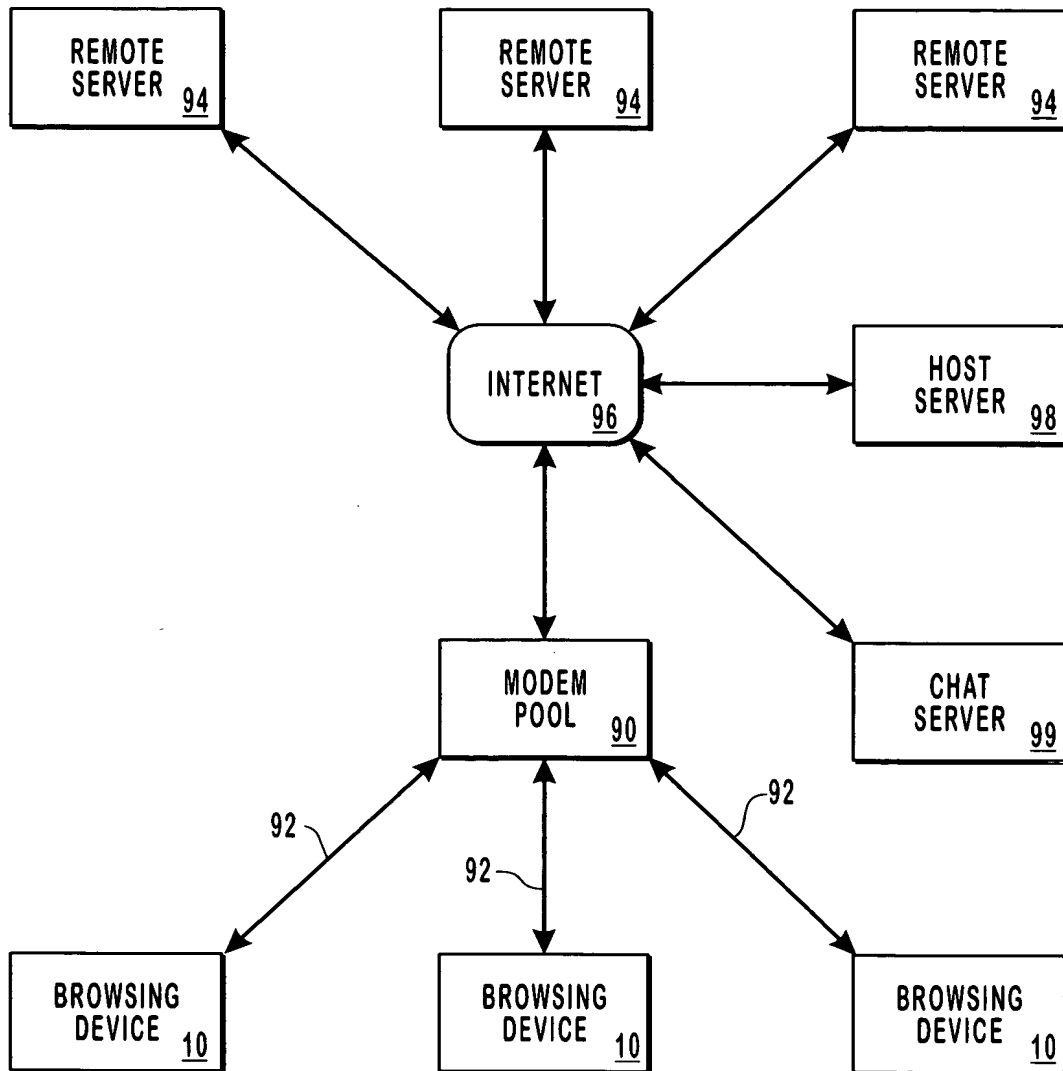 REMOTE
SERVER 94
REMOTE
SERVER 94
REMOTE
SERVER 94
INTERNET
96
HOST
SERVER
98
MODEM
POOL
90
CHAT
SERVER
99
92
92
92
BROWSING
DEVICE 10
BROWSING
DEVICE 10
BROWSING
DEVICE 10